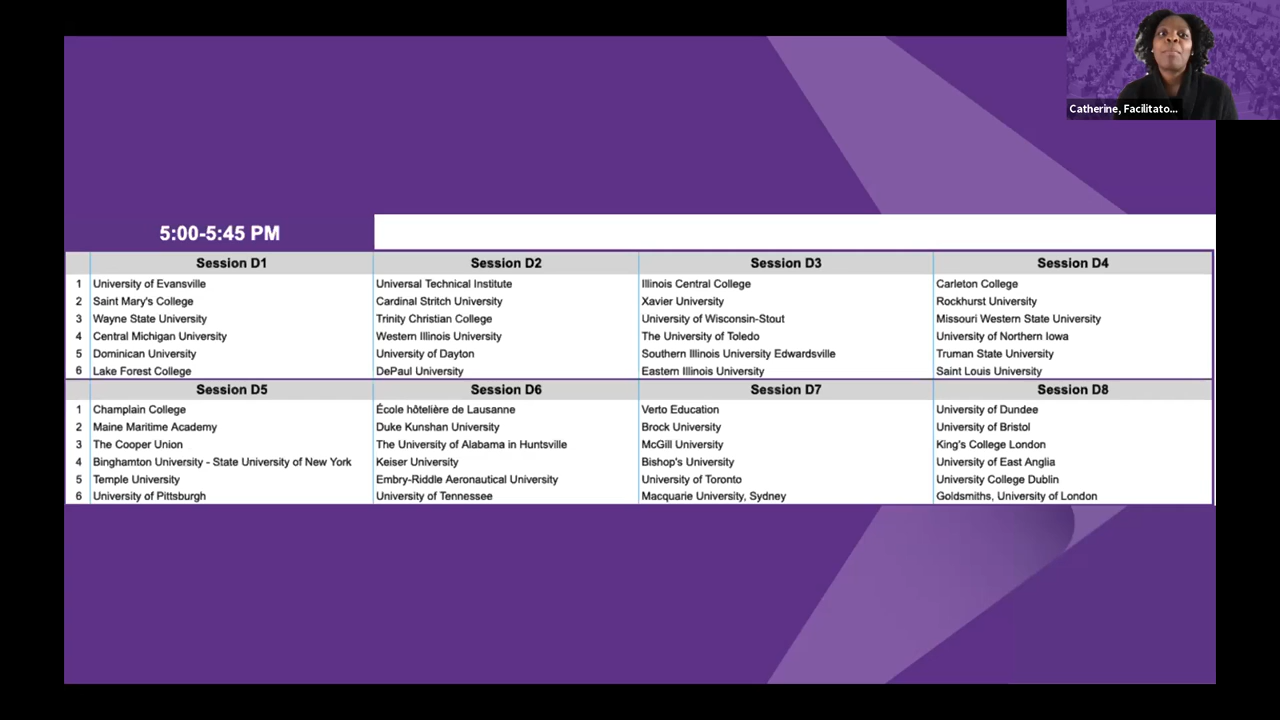 Catherine, Facilitato...
5:00-5:45 PM
Session D1 Session D2 Session D3 Session D4
1 University of Evansville Universal Technical Institute Illinois Central College Carleton College
2 Saint Mary's College Cardinal Stritch University Xavier University Rockhurst University
3 Wayne State University Trinity Christian College University of Wisconsin-Stout Missouri Western State University
4 Central Michigan University Western Illinois University The University of Toledo University of Northern Iowa
5 Dominican University University of Dayton Southern Illinois University Edwardsville Truman State University
6 Lake Forest College DePaul University Eastern Illinois University Saint Louis University
Session D5 Session D6 Session D7 Session D8
1 Champlain College École hôtelière de Lausanne Verto Education University of Dundee
2 Maine Maritime Academy Duke Kunshan University Brock University University of Bristol
3 The Cooper Union The University of Alabama in Huntsville McGill University King's College London
4 Binghamton University - State University of New York Keiser University Bishop's University University of East Anglia
5 Temple University Embry-Riddle Aeronautical University University of Toronto University College Dublin
6 University of Pittsburgh University of Tennessee Macquarie University, Sydney Goldsmiths, University of London